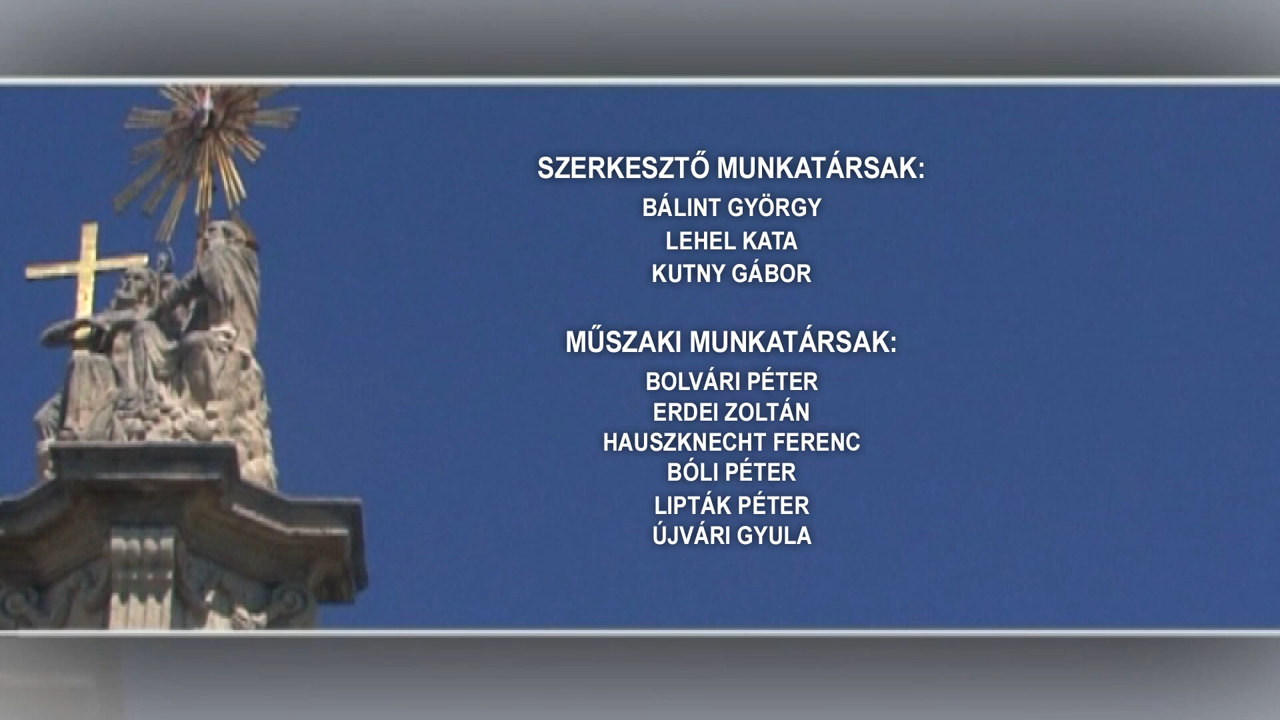 SZERKESZTŐ MUNKATÁRSAK:
BÁLINT GYÖRGY
LEHEL KATA
KUTNY GÁBOR
MŰSZAKI MUNKATÁRSAK:
BOLVÁRI PÉTER
ERDEI ZOLTÁN
HAUSZKNECHT FERENC
BÓLI PÉTER
LIPTÁK PÉTER
ÚJVÁRI GYULA